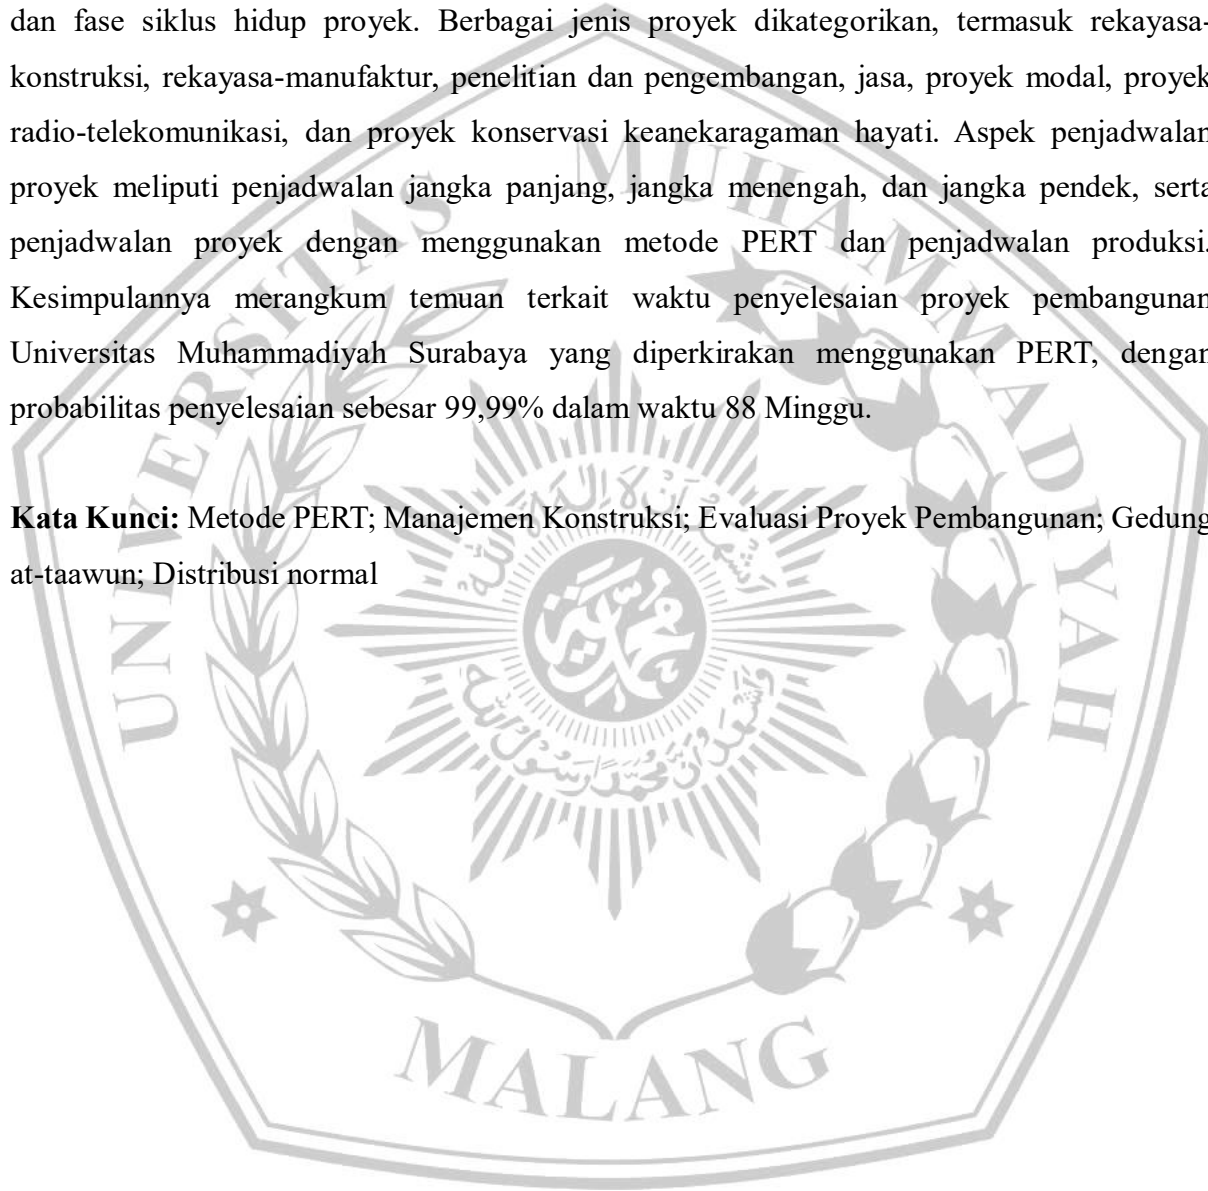 dan fase siklus hidup proyek. Berbagai jenis proyek dikategorikan, termasuk rekayasa-
konstruksi, rekayasa-manufaktur, penelitian dan pengembangan, jasa, proyek modal, proyek
radio-telekomunikasi, dan proyek konservasi keanekaragaman hayati. Aspek penjadwalan
proyek meliputi penjadwalan jangka panjang, jangka menengah, dan jangka pendek, serta
penjadwalan proyek dengan menggunakan metode PERT dan penjadwalan produksi.
Kesimpulannya merangkum temuan terkait waktu penyelesaian proyek pembangunan
Universitas Muhammadiyah Surabaya yang diperkirakan menggunakan PERT, dengan
probabilitas penyelesaian sebesar 99,99% dalam waktu 88 Minggu.
Kata Kunci: Metode PERT; Manajemen Konstruksi; Evaluasi Proyek Pembangunan; Gedung
at-taawun; Distribusi normal
UNIVERSITAS MUHAMMADIYAH
MALANG